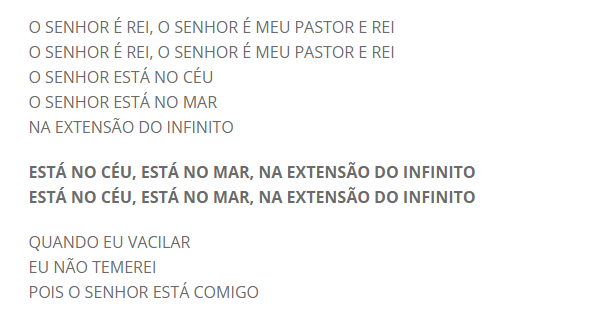 O SENHOR É REI, O SENHOR É MEU PASTOR E REI
O SENHOR É REI, O SENHOR É MEU PASTOR E REI
O SENHOR ESTÁ NO CÉU
O SENHOR ESTÁ NO MAR
NA EXTENSÃO DO INFINITO
ESTÁ NO CÉU, ESTÁ NO MAR, NA EXTENSÃO DO INFINITO
ESTÁ NO CÉU, ESTÁ NO MAR, NA EXTENSÃO DO INFINITO
QUANDO EU VACILAR
EU NÃO TEMEREI
POIS O SENHOR ESTÁ COMIGO